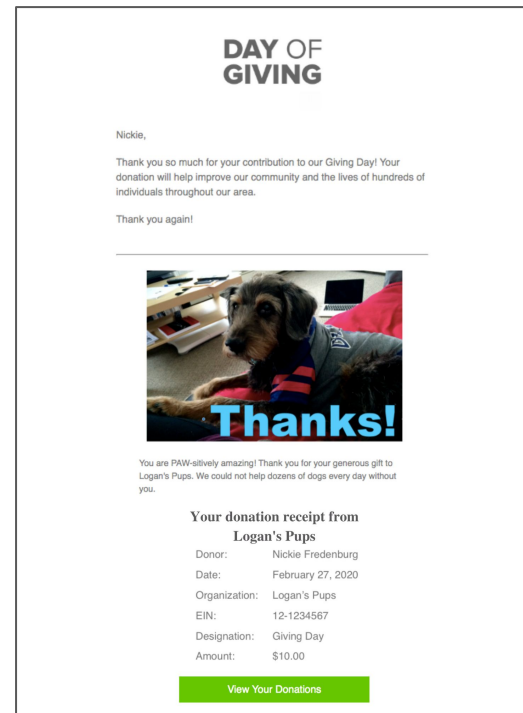 DAY OF
GIVING
Nickie,
Thank you so much for your contribution to our Giving Day! Your
donation will help improve our community and the lives of hundreds of
individuals throughout our area.
Thank you again!
Thanks!
You are PAW-sitively amazing! Thank you for your generous gift to
Logan's Pups. We could not help dozens of dogs every day without
you.
Your donation receipt from
Logan's Pups
Donor: Nickie Fredenburg
Date: February 27, 2020
Organization: Logan's Pups
EIN: 12-1234567
Designation: Giving Day
Amount: $10.00
View Your Donations